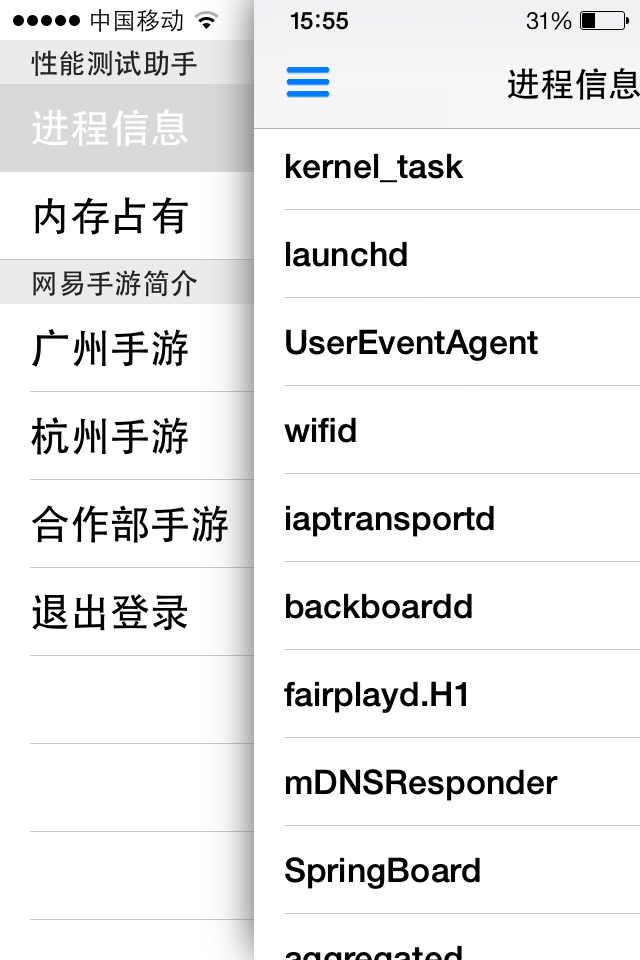 中国移动 15:55 31%
性能测试助手
进程信息
内存占有
网易手游简介
广州手游
杭州手游
合作部手游
退出登录
进程信息
kernel_task
launchd
UserEventAgent
wifid
iaptransportd
backboardd
fairplayd.H1
mDNSResponder
SpringBoard
aggregated